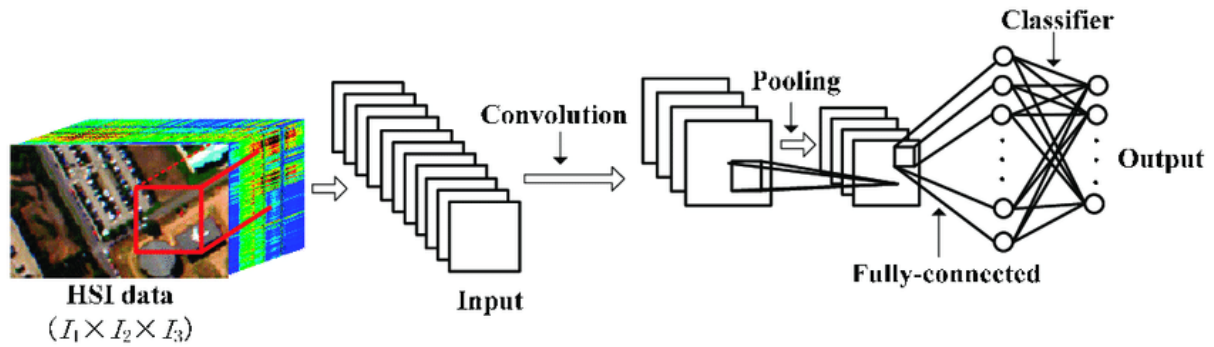 HSI data
(I₁×I₂×I₃)
Input
Convolution
Pooling
Fully-connected
Classifier
Output